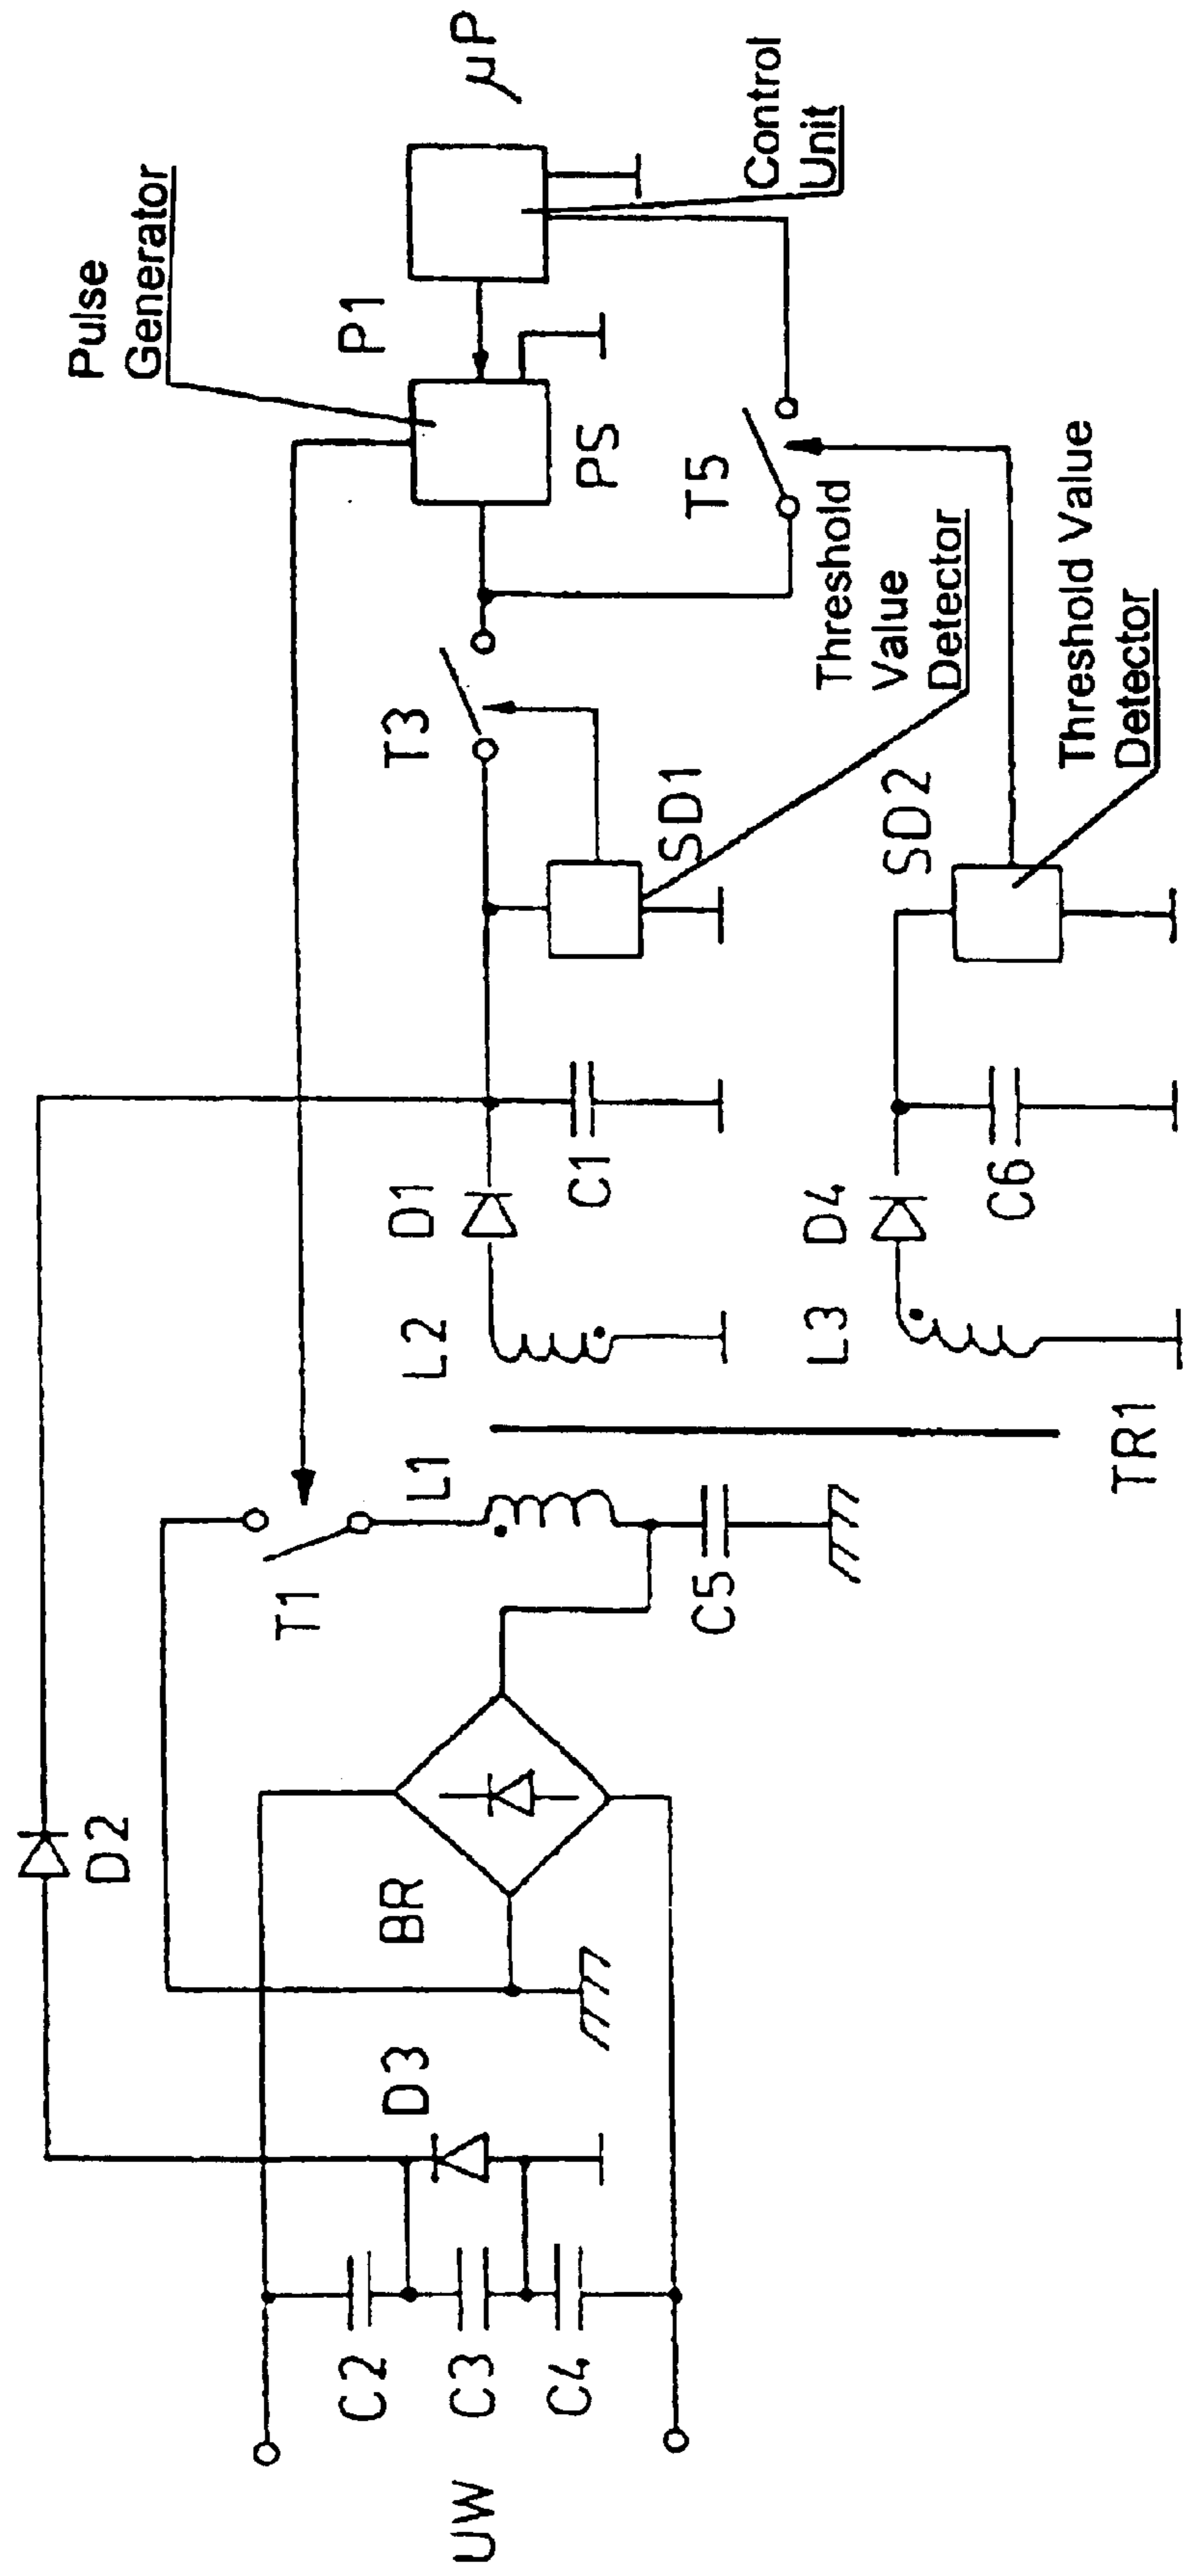 UW
C2
C3
C4
D3
D2
BR
T1
L1
C5
TR1
L2
L3
D1
D4
C1
C6
T3
SD1
SD2
Threshold
Value
Detector
Threshold Value
Detector
T5
PS
P1
Pulse
Generator
µP
Control
Unit